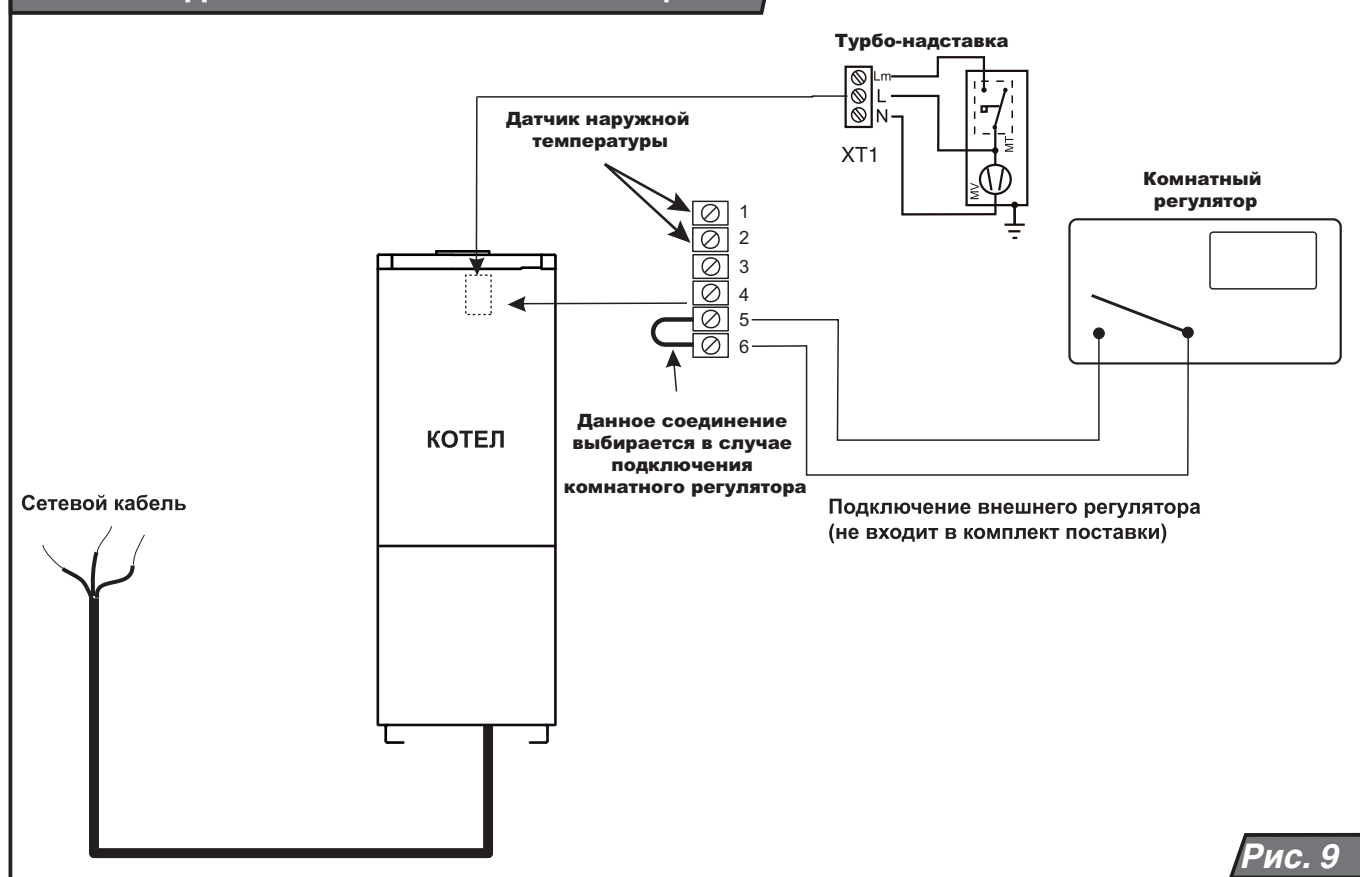 Турбо-надставка
Lm
L
N
XT1
MT
MV
Датчик наружной
температуры
1
2
3
4
5
6
Комнатный
регулятор
КОТЕЛ
Данное соединение
выбирается в случае
подключения
комнатного регулятора
Сетевой кабель
Подключение внешнего регулятора
(не входит в комплект поставки)
Рис. 9